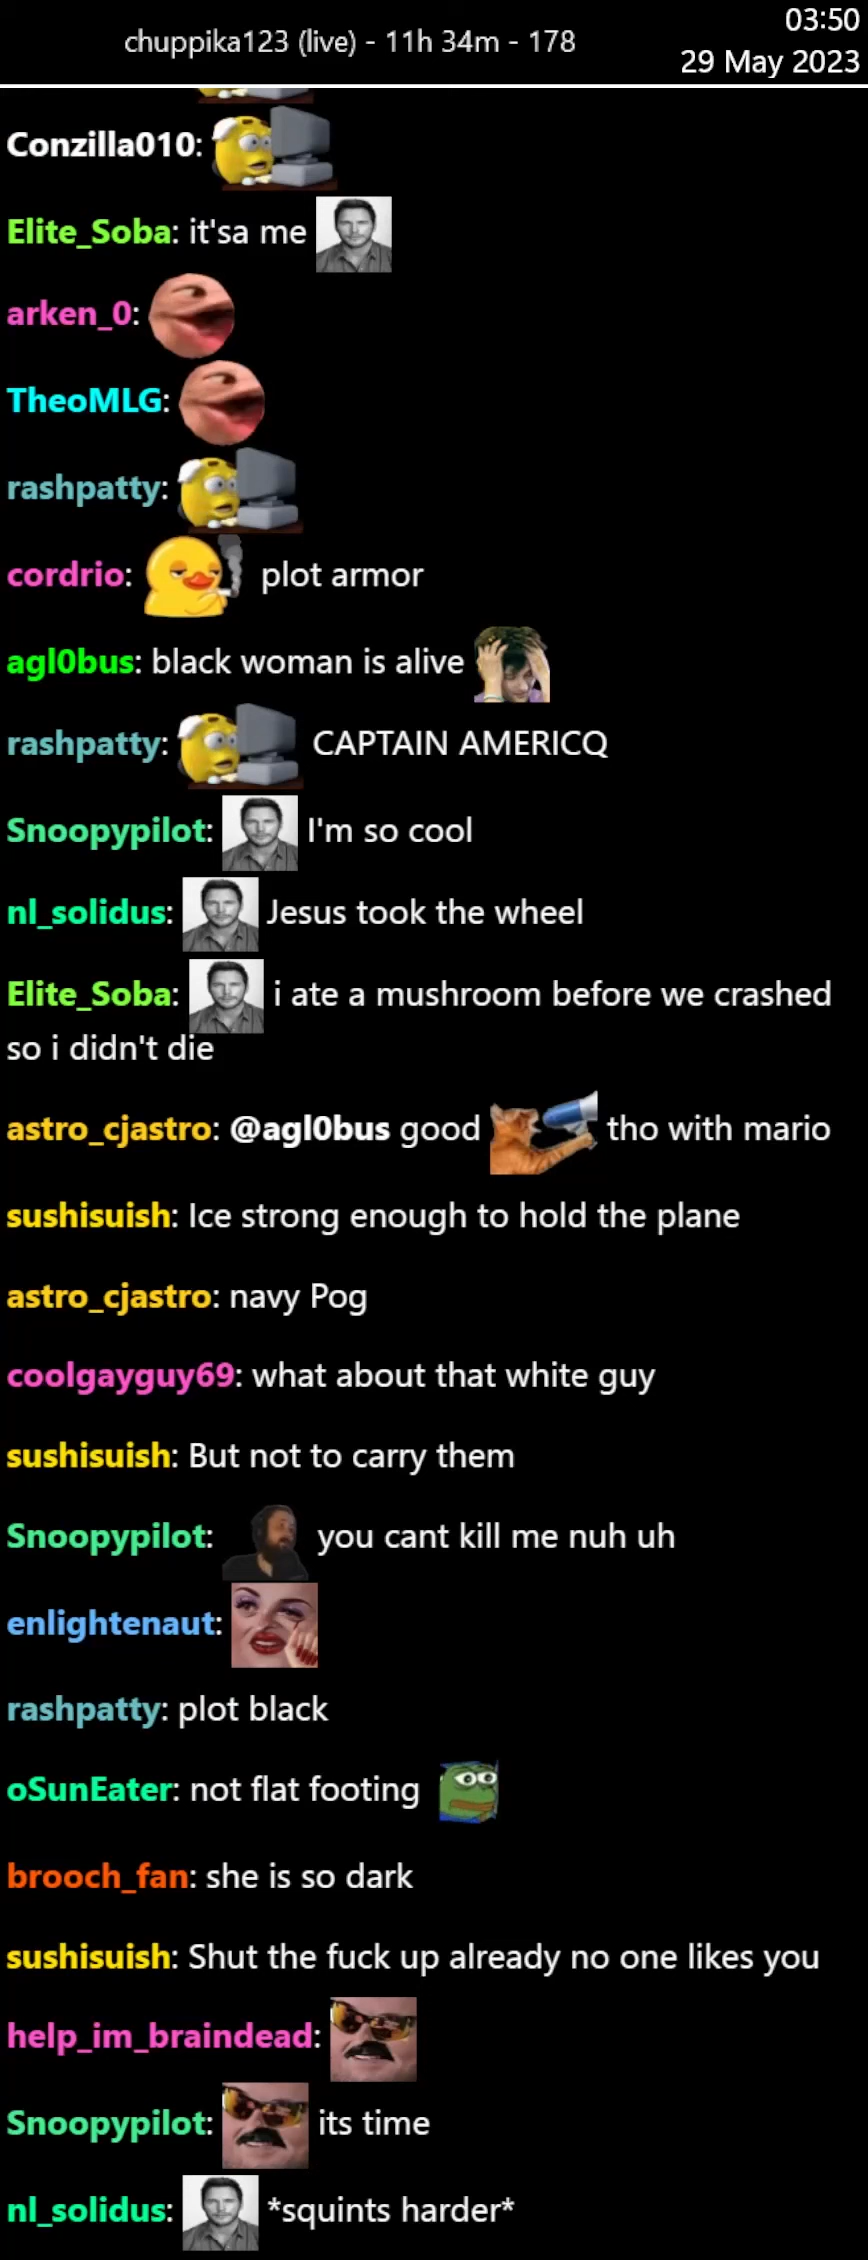 03:50
chuppika123 (live) - 11h 34m - 178
29 May 2023
Conzilla010:
Elite_Soba: it'sa me
arken_0:
TheoMLG:
rashpatty:
cordrio: plot armor
agl0bus: black woman is alive
rashpatty: CAPTAIN AMERICQ
Snoopypilot: I'm so cool
nl_solidus: Jesus took the wheel
Elite_Soba: i ate a mushroom before we crashed
so i didn't die
astro_cjastro: @agl0bus good tho with mario
sushisuish: Ice strong enough to hold the plane
astro_cjastro: navy Pog
coolgayguy69: what about that white guy
sushisuish: But not to carry them
Snoopypilot: you cant kill me nuh uh
enlightenaut:
rashpatty: plot black
oSunEater: not flat footing
brooch_fan: she is so dark
sushisuish: Shut the fuck up already no one likes you
help_im_braindead:
Snoopypilot: its time
nl_solidus: *squints harder*